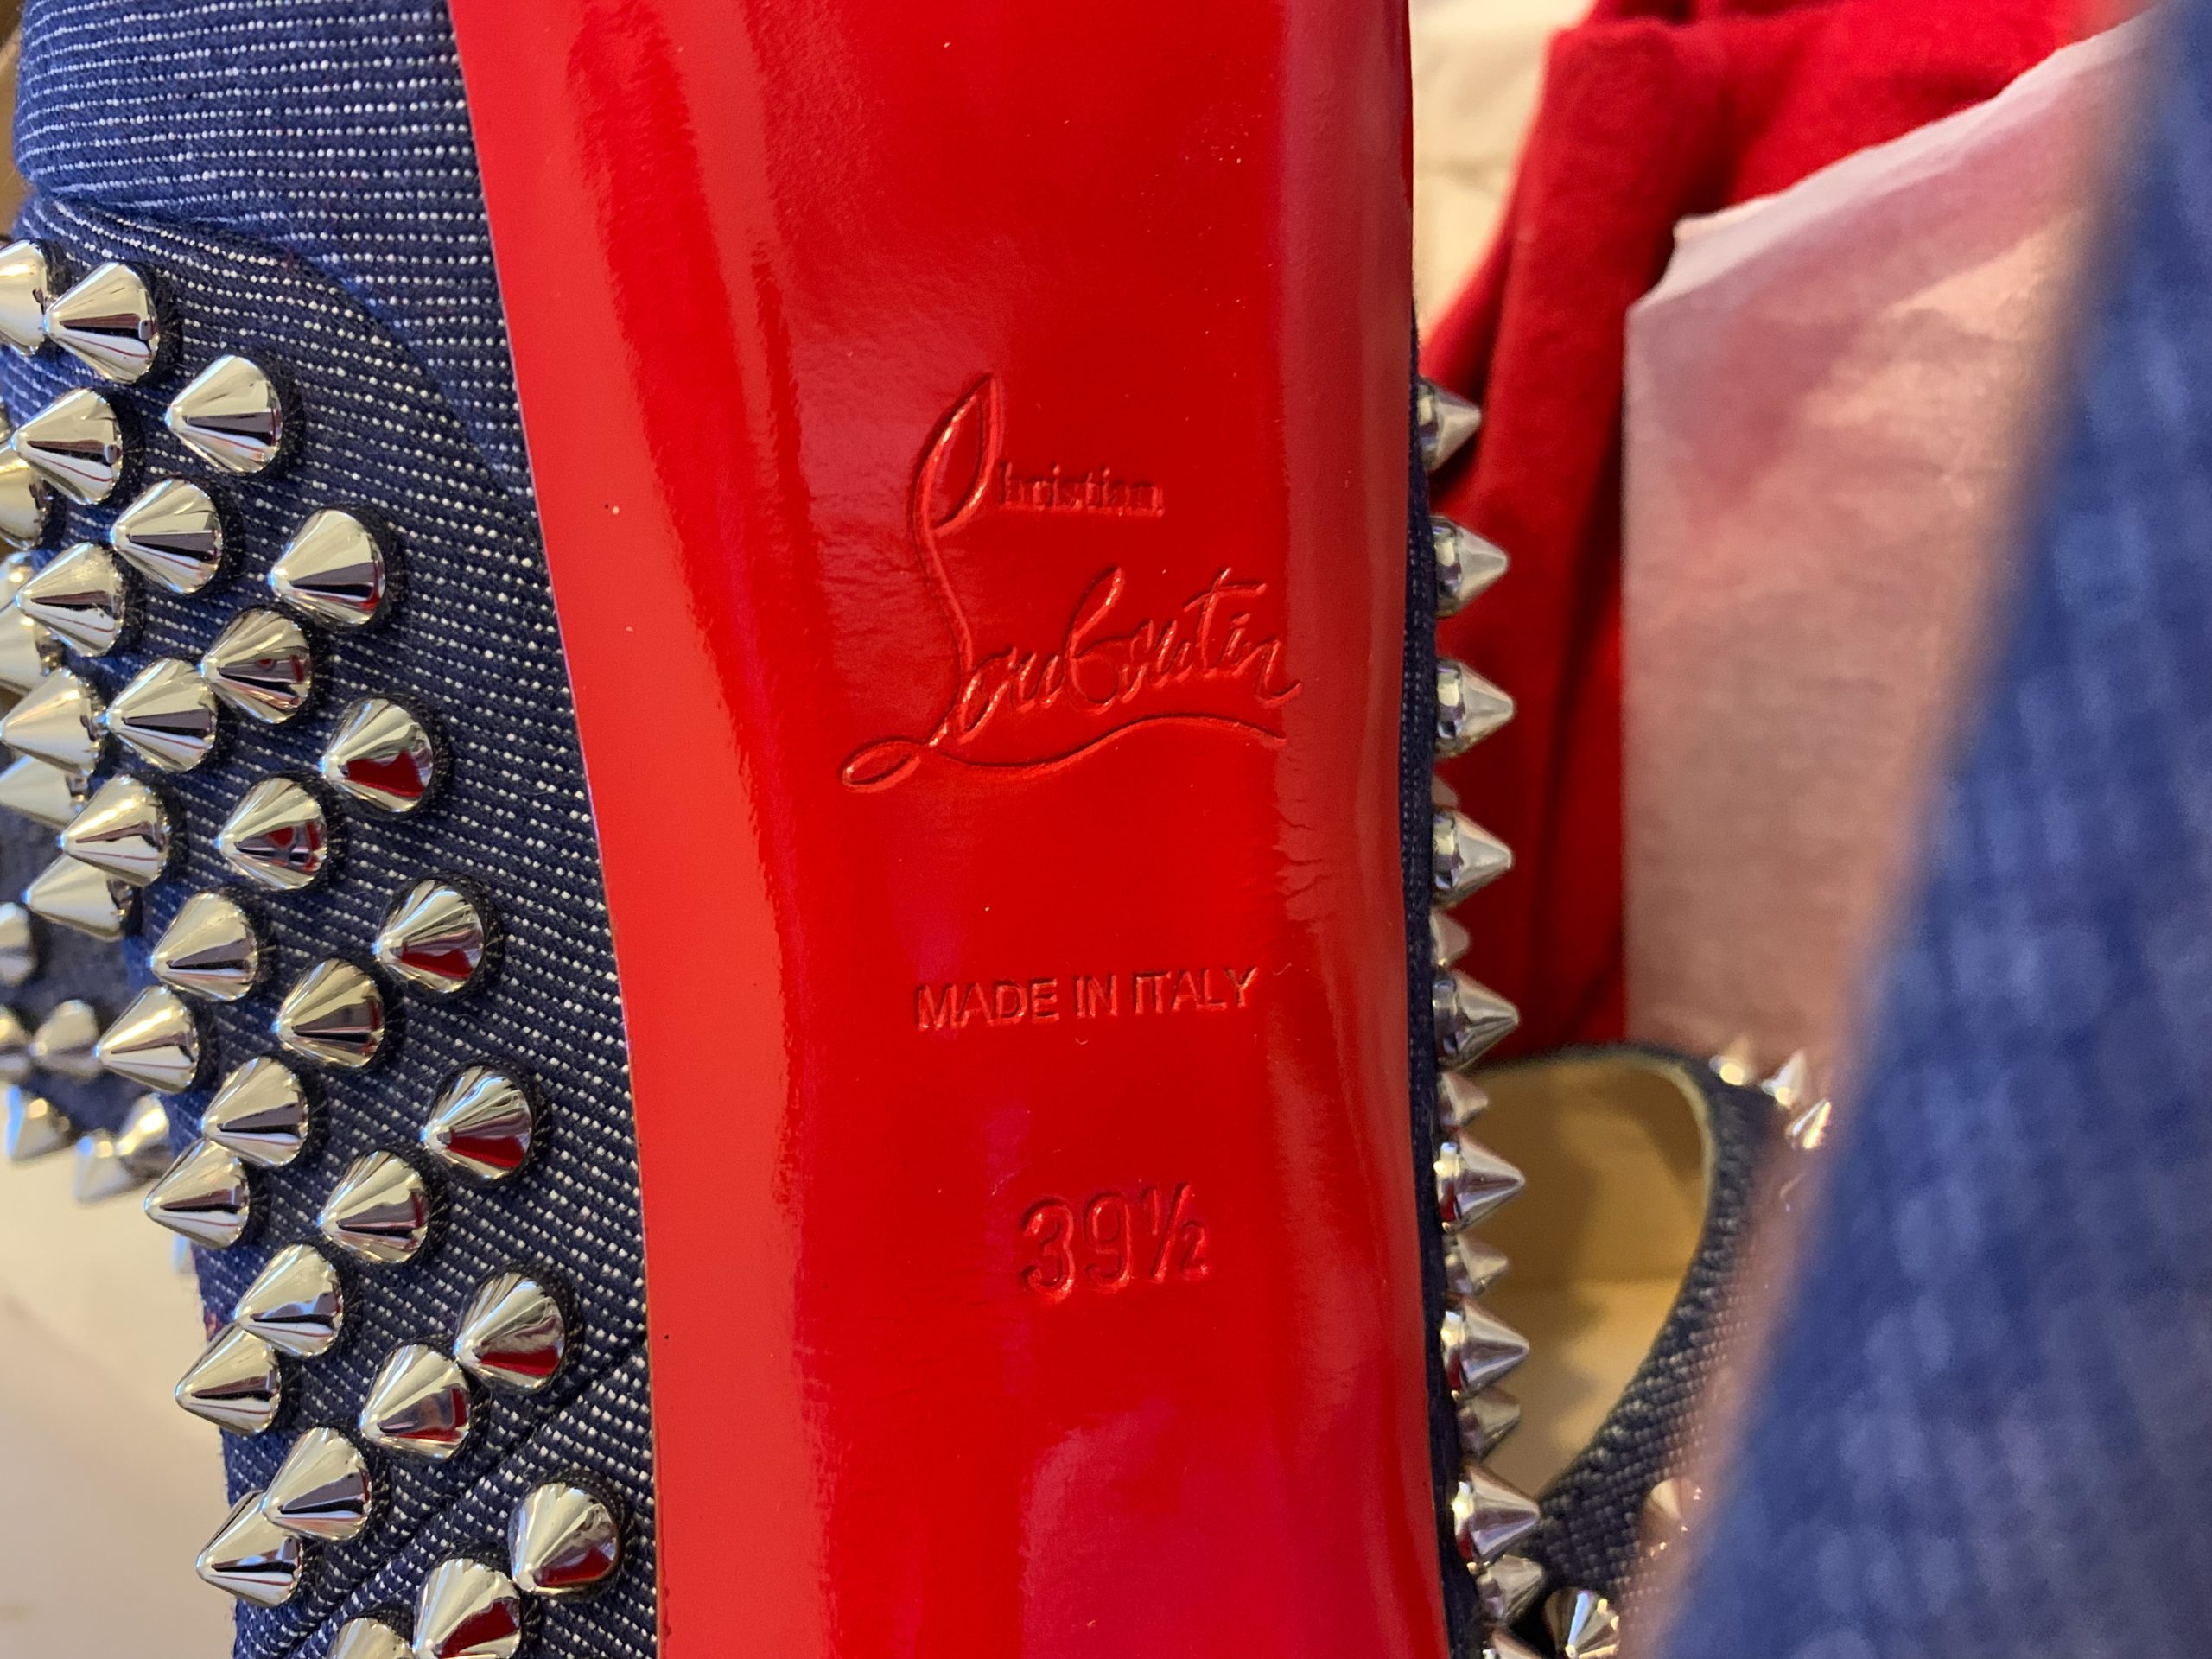 Christian
Louboutin
MADE IN ITALY
39½